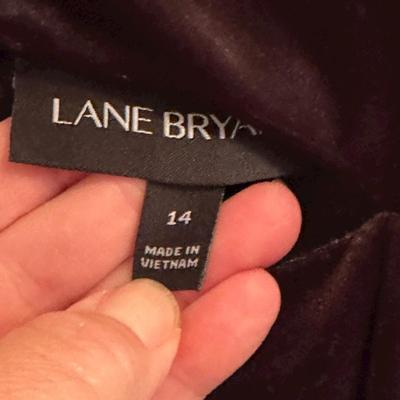 LANE BRYA
14
MADE IN
VIETNAM